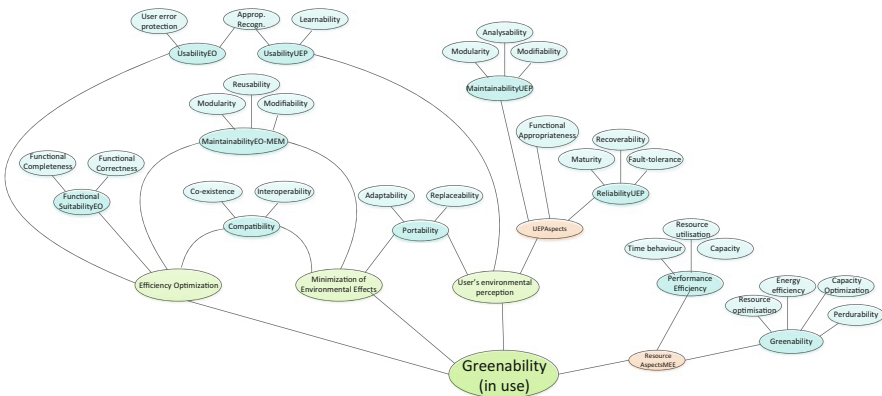 User error
protection
Approp.
Recogn.
Learnability
UsabilityEO
UsabilityUEP
Analysability
Modularity
Modifiability
MaintainabilityUEP
Reusability
Modularity
Modifiability
MaintainabilityEO-MEM
Functional
Appropriateness
Recoverability
Maturity
Fault-tolerance
ReliabilityUEP
Functional
Completeness
Functional
Correctness
Functional
SuitabilityEO
Co-existence
Interoperability
Compatibility
Adaptability
Replaceability
Portability
UEPAspects
Resource
utilisation
Time behaviour
Capacity
Performance
Efficiency
Efficiency Optimization
Minimization of
Environmental Effects
User's environmental
perception
Energy
efficiency
Capacity
Optimization
Resource
optimisation
Perdurability
Greenability
Resource
AspectsMEE
Greenability
(in use)